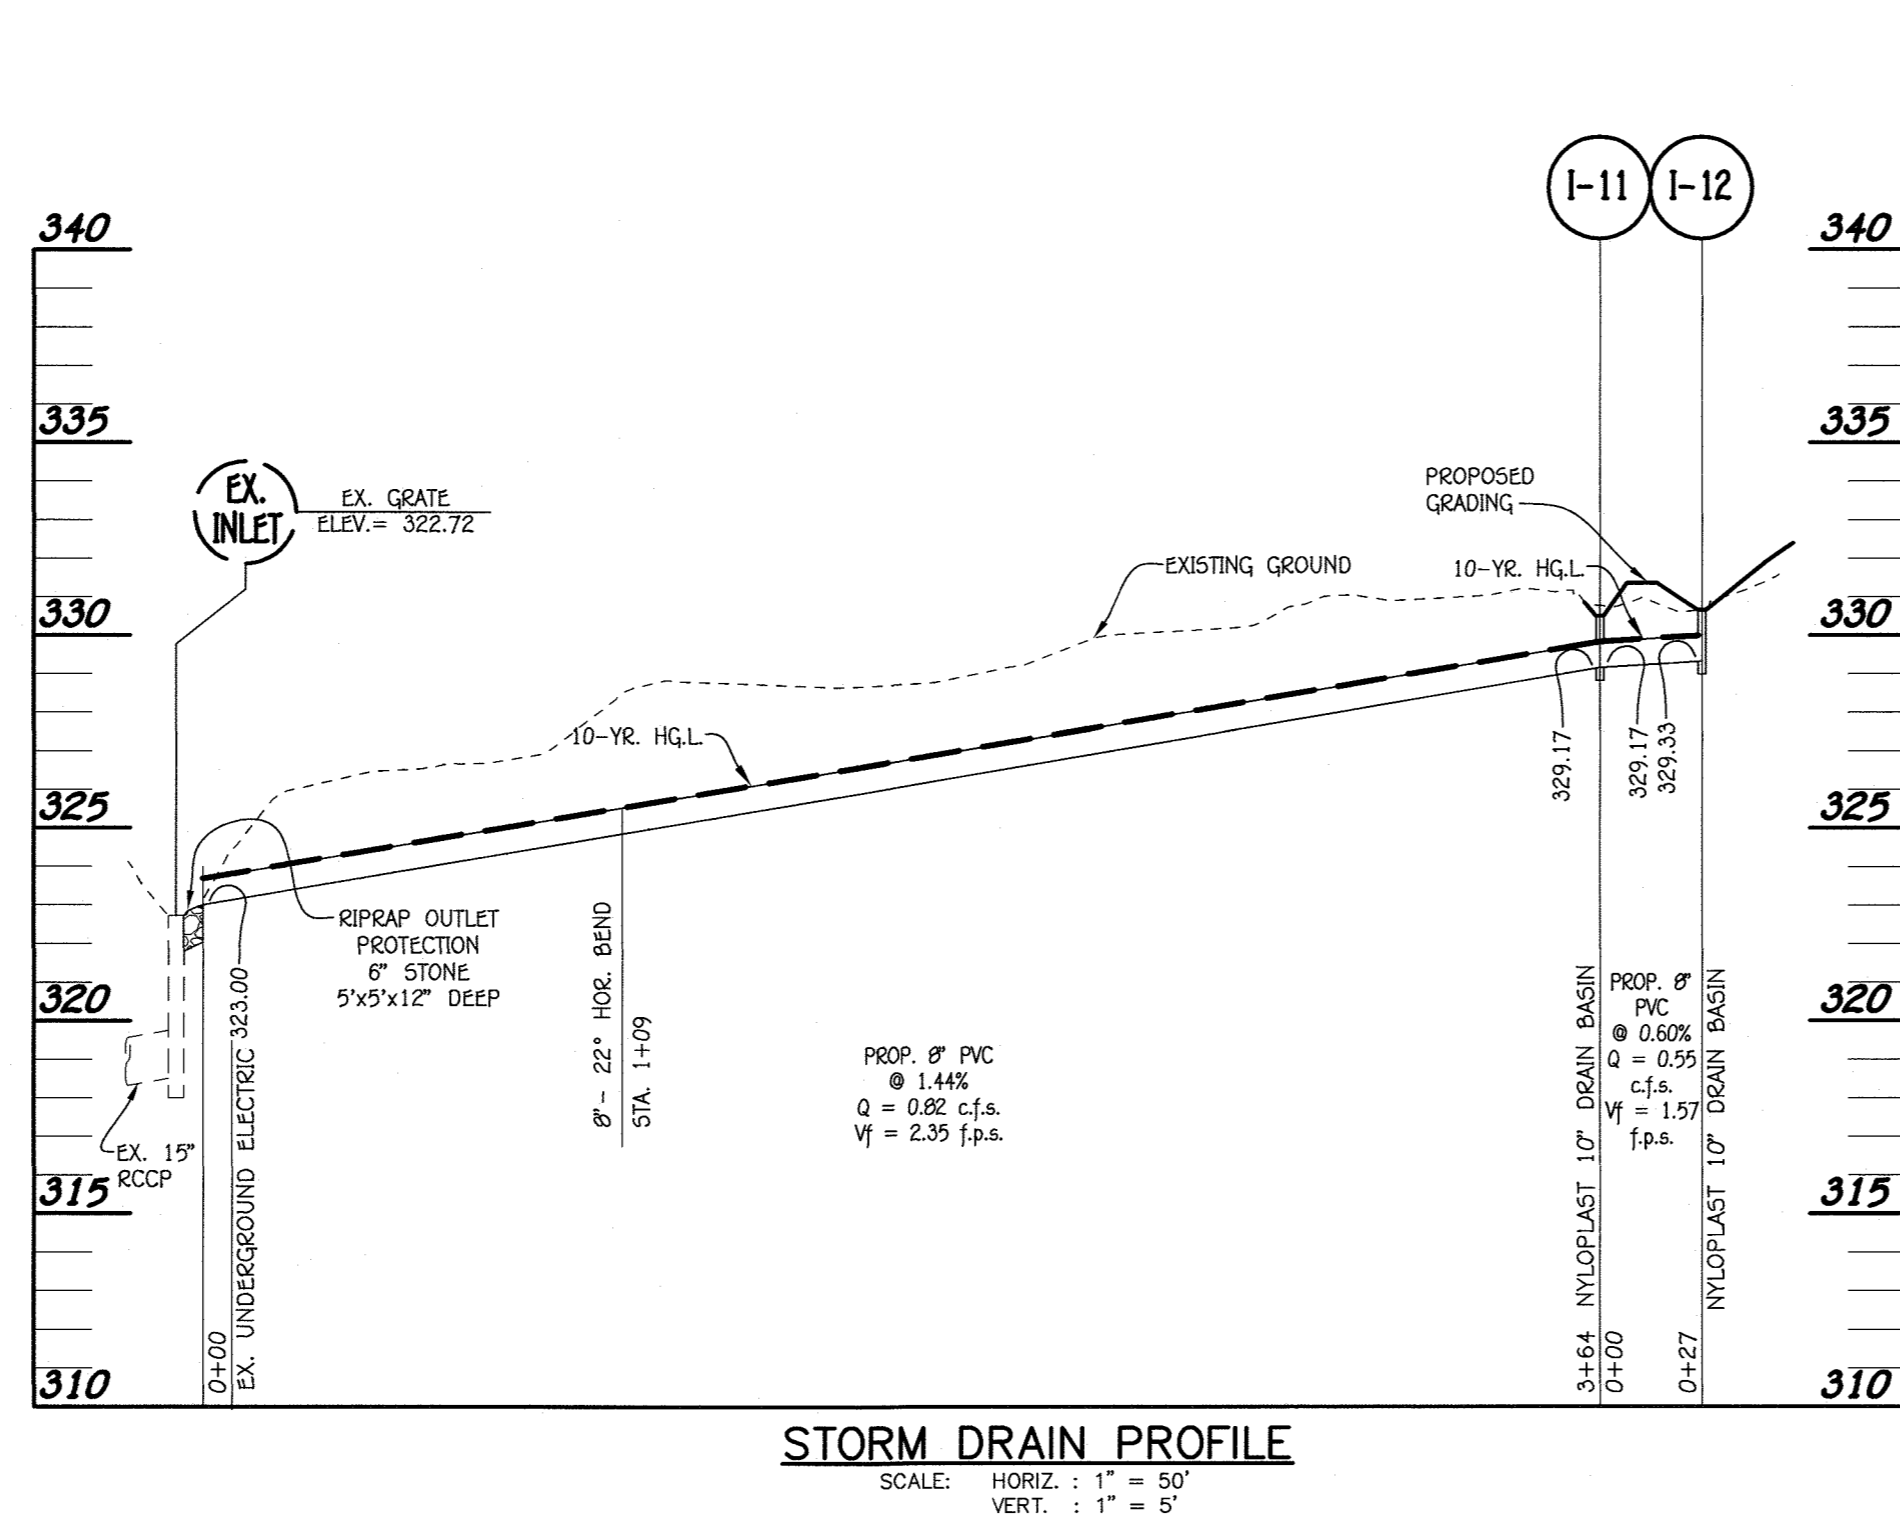 I-11
I-12
340
335
330
325
320
315
310
340
335
330
325
320
315
310
EX.
INLET
EX. GRATE
ELEV.= 322.72
PROPOSED
GRADING
EXISTING GROUND
10-YR. HG.L.
10-YR. HG.L.
329.17
329.17
329.33
RIPRAP OUTLET
PROTECTION
6" STONE
5'x5'x12" DEEP
323.00
EX. UNDERGROUND ELECTRIC
8"- 22° HOR. BEND
STA. 1+09
PROP. 8" PVC
@ 1.44%
Q = 0.82 c.f.s.
Vf = 2.35 f.p.s.
PROP. 8"
PVC
@ 0.60%
Q = 0.55
c.f.s.
Vf = 1.57
f.p.s.
EX. 15"
RCCP
NYLOPLAST 10" DRAIN BASIN
NYLOPLAST 10" DRAIN BASIN
0+00
3+64
0+00
0+27
STORM DRAIN PROFILE
SCALE: HORIZ. : 1" = 50'
VERT. : 1" = 5'